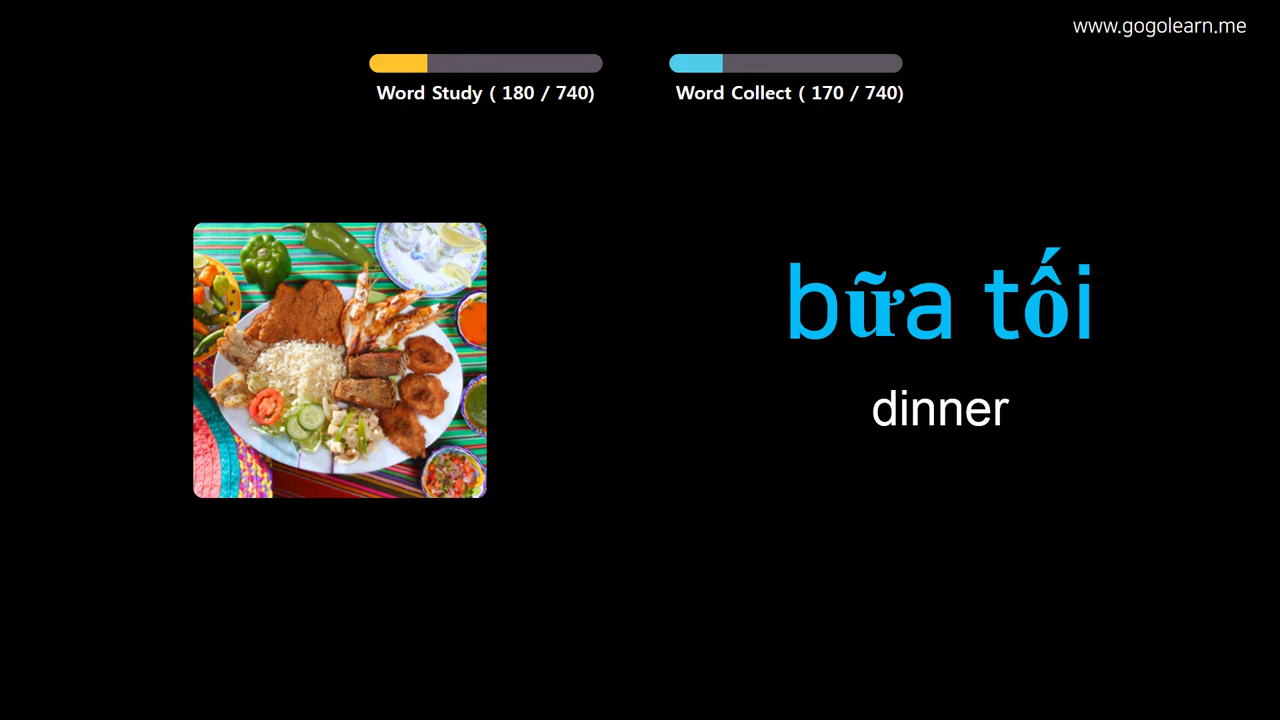 www.gogolearn.me
Word Study ( 180 / 740)
Word Collect ( 170 / 740)
bữa tối
dinner